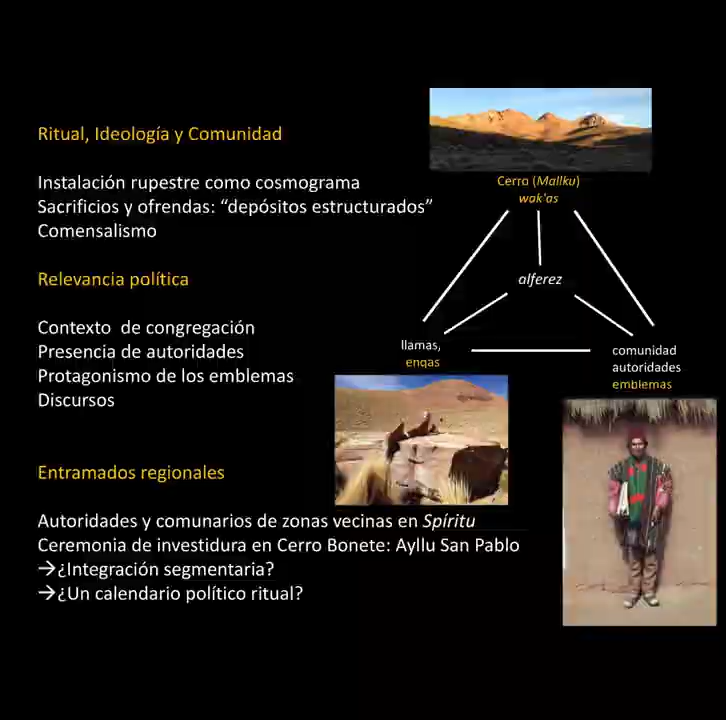 Ritual, Ideología y Comunidad
Instalación rupestre como cosmograma
Sacrificios y ofrendas: “depósitos estructurados”
Comensalismo
Relevancia política
Contexto de congregación
Presencia de autoridades
Protagonismo de los emblemas
Discursos
Entramados regionales
Autoridades y comunarios de zonas vecinas en Spíritu
Ceremonia de investidura en Cerro Bonete: Ayllu San Pablo
→¿Integración segmentaria?
→¿Un calendario político ritual?
Cerro (Mallku)
wak'as
alferez
llamas,
enqas
comunidad
autoridades
emblemas